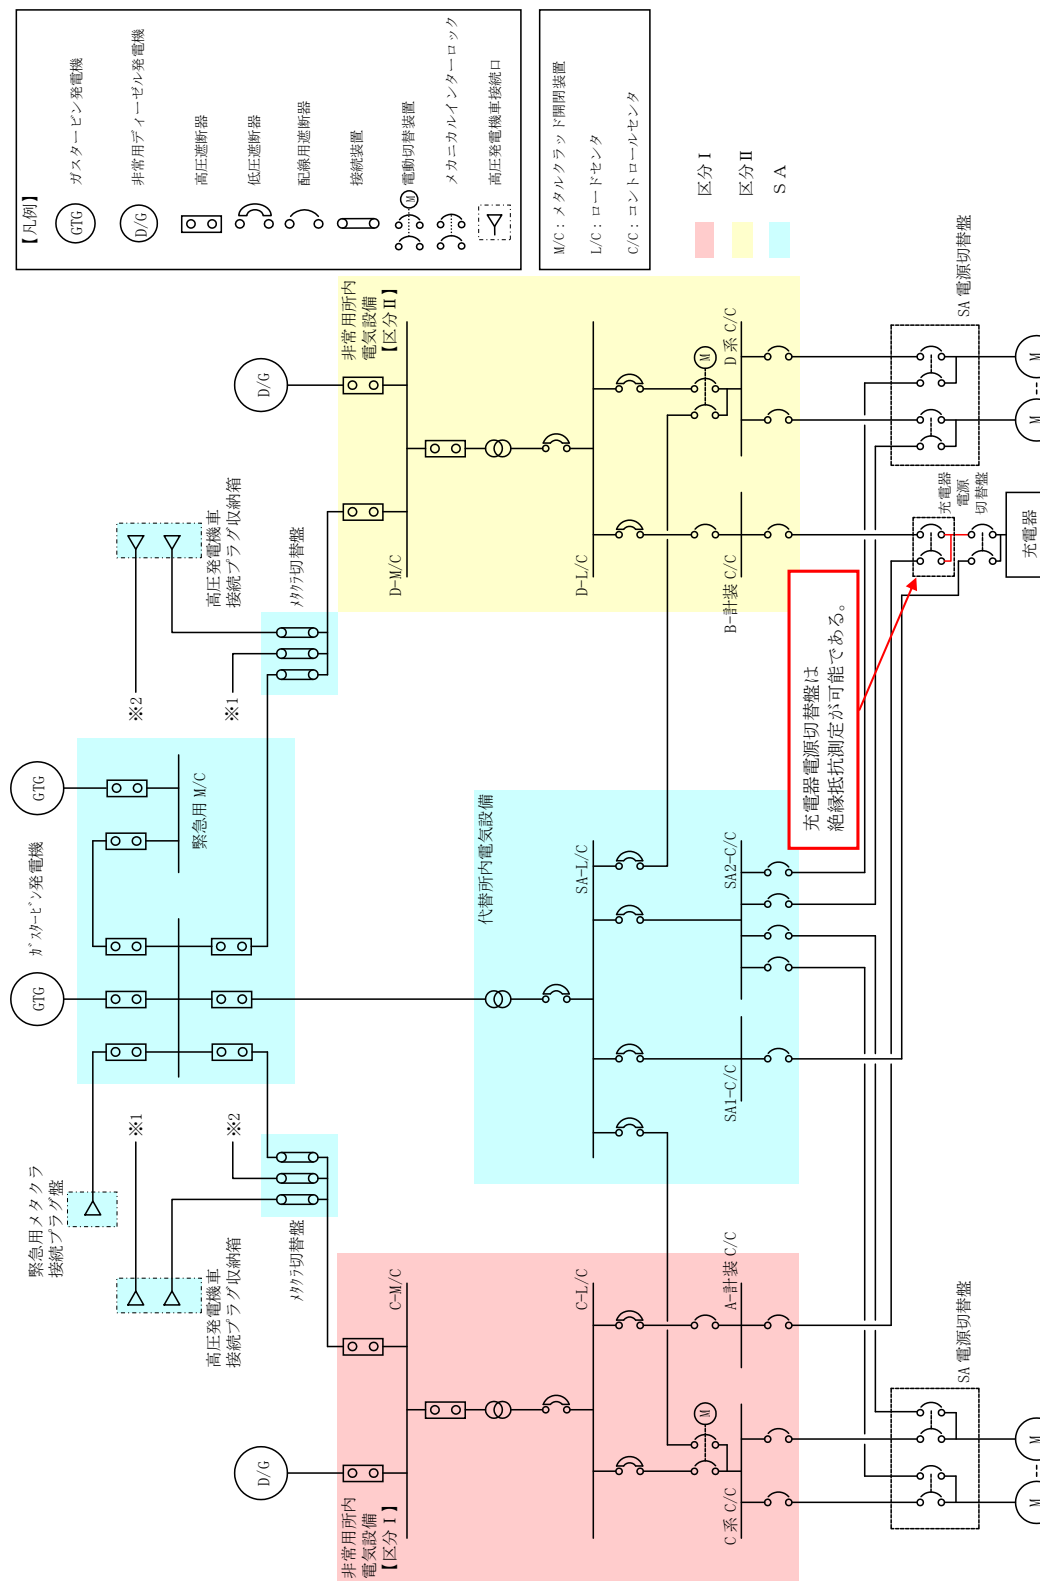 【凡例】
GTG
ガスタービン発電機
D/G
非常用ディーゼル発電機
高圧遮断器
低圧遮断器
配線用遮断器
接続装置
M
電動切替装置
メカニカルインターロック
高圧発電機車接続口
M/C：メタルクラッド開閉装置
L/C：ロードセンタ
C/C：コントロールセンタ
区分Ⅰ
区分Ⅱ
ＳＡ
緊急用メタクラ
接続プラグ盤
GTG
ｶﾞｽﾀｰﾋﾞﾝ発電機
GTG
緊急用 M/C
※1
※2
高圧発電機車
接続プラグ収納箱
ﾒﾀｸﾗ切替盤
※2
※1
高圧発電機車
接続プラグ収納箱
ﾒﾀｸﾗ切替盤
D/G
非常用所内
電気設備
【区分Ⅰ】
C-M/C
C-L/C
M
C 系 C/C
A-計装 C/C
代替所内電気設備
SA-L/C
SA1-C/C
SA2-C/C
D/G
非常用所内
電気設備
【区分Ⅱ】
D-M/C
D-L/C
M
B-計装 C/C
D 系 C/C
充電器電源切替盤は
絶縁抵抗測定が可能である。
SA 電源切替盤
M
M
充電器
電源
切替盤
充電器
SA 電源切替盤
M
M